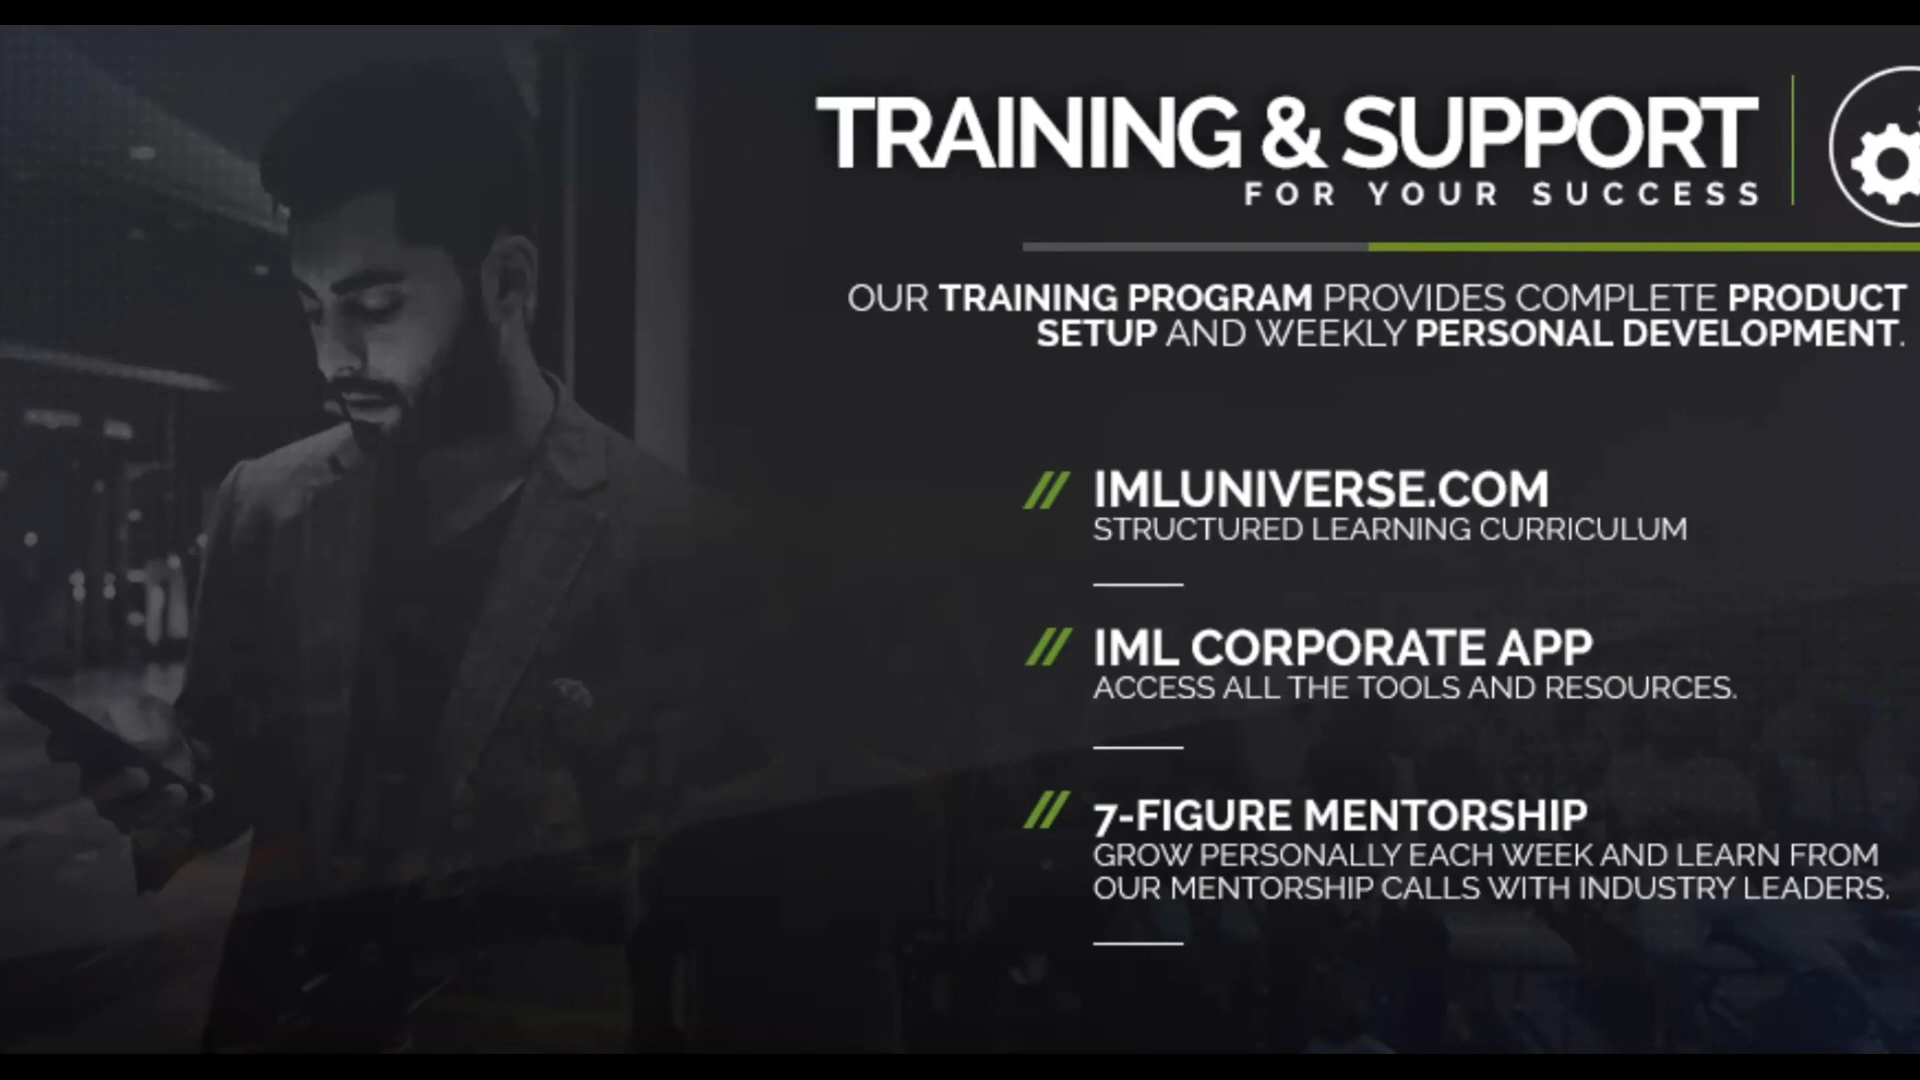 TRAINING & SUPPORT
FOR YOUR SUCCESS
OUR TRAINING PROGRAM PROVIDES COMPLETE PRODUCT
SETUP AND WEEKLY PERSONAL DEVELOPMENT.
// IMLUNIVERSE.COM
STRUCTURED LEARNING CURRICULUM
// IML CORPORATE APP
ACCESS ALL THE TOOLS AND RESOURCES.
// 7-FIGURE MENTORSHIP
GROW PERSONALLY EACH WEEK AND LEARN FROM
OUR MENTORSHIP CALLS WITH INDUSTRY LEADERS.